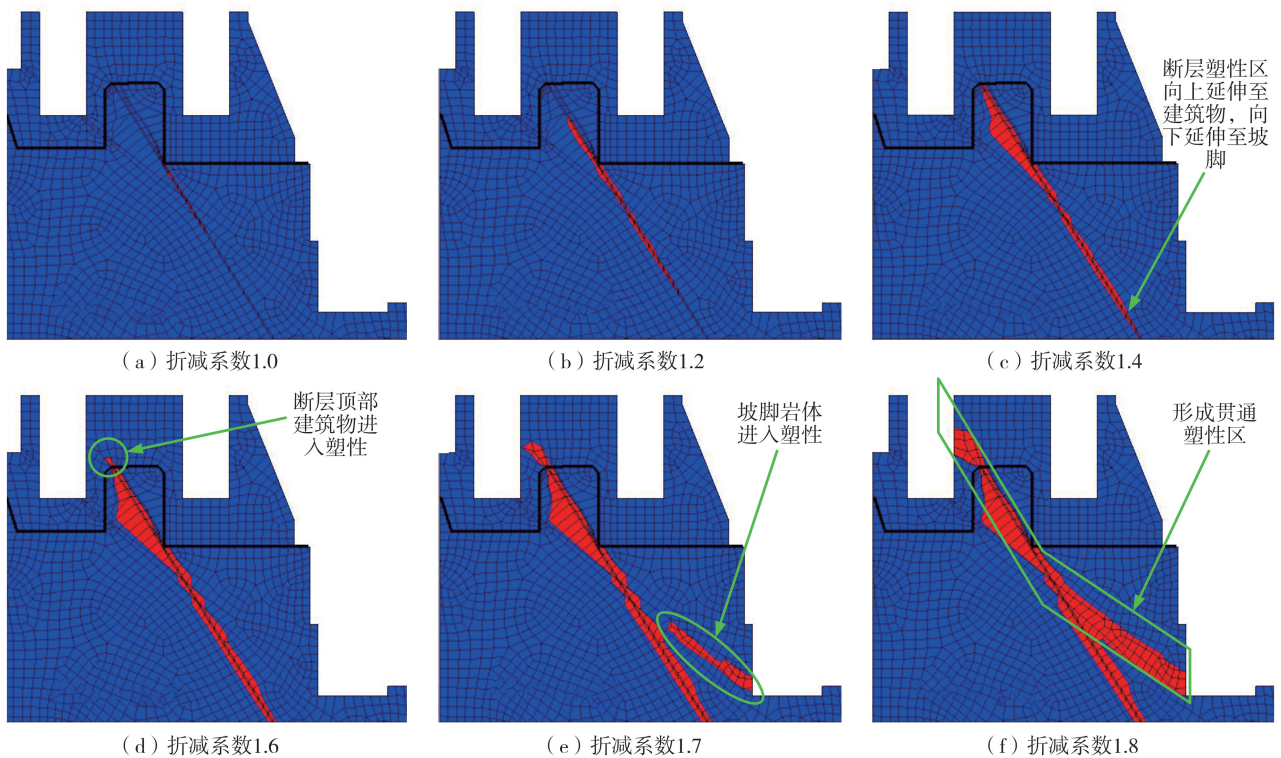 断层塑性区
向上延伸至
建筑物，向
下延伸至坡
脚
（a）折减系数1.0
（b）折减系数1.2
（c）折减系数1.4
断层顶部
建筑物进
入塑性
坡脚岩体
进入塑性
形成贯通
塑性区
（d）折减系数1.6
（e）折减系数1.7
（f）折减系数1.8